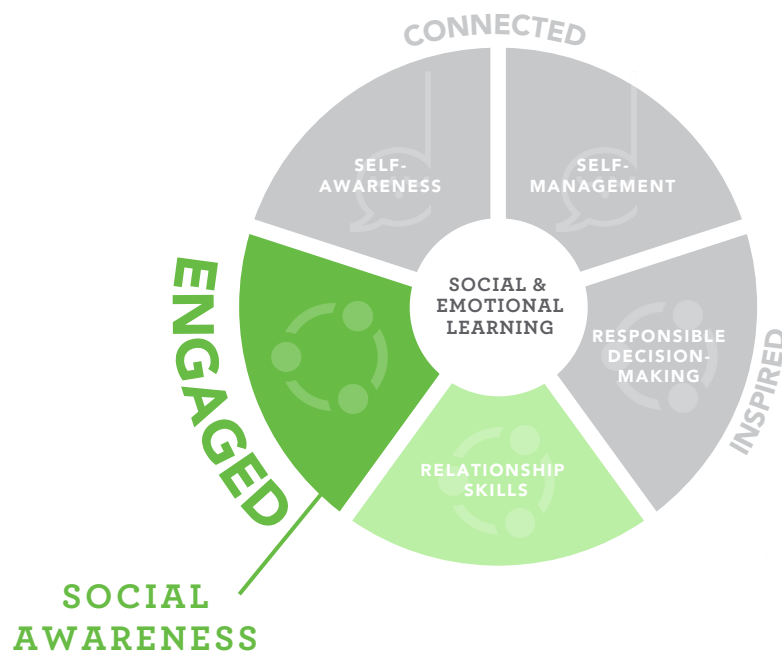 CONNECTED
SELF-
AWARENESS
SELF-
MANAGEMENT
ENGAGED
SOCIAL &
EMOTIONAL
LEARNING
RESPONSIBLE
DECISION-
MAKING
INSPIRED
RELATIONSHIP
SKILLS
SOCIAL
AWARENESS